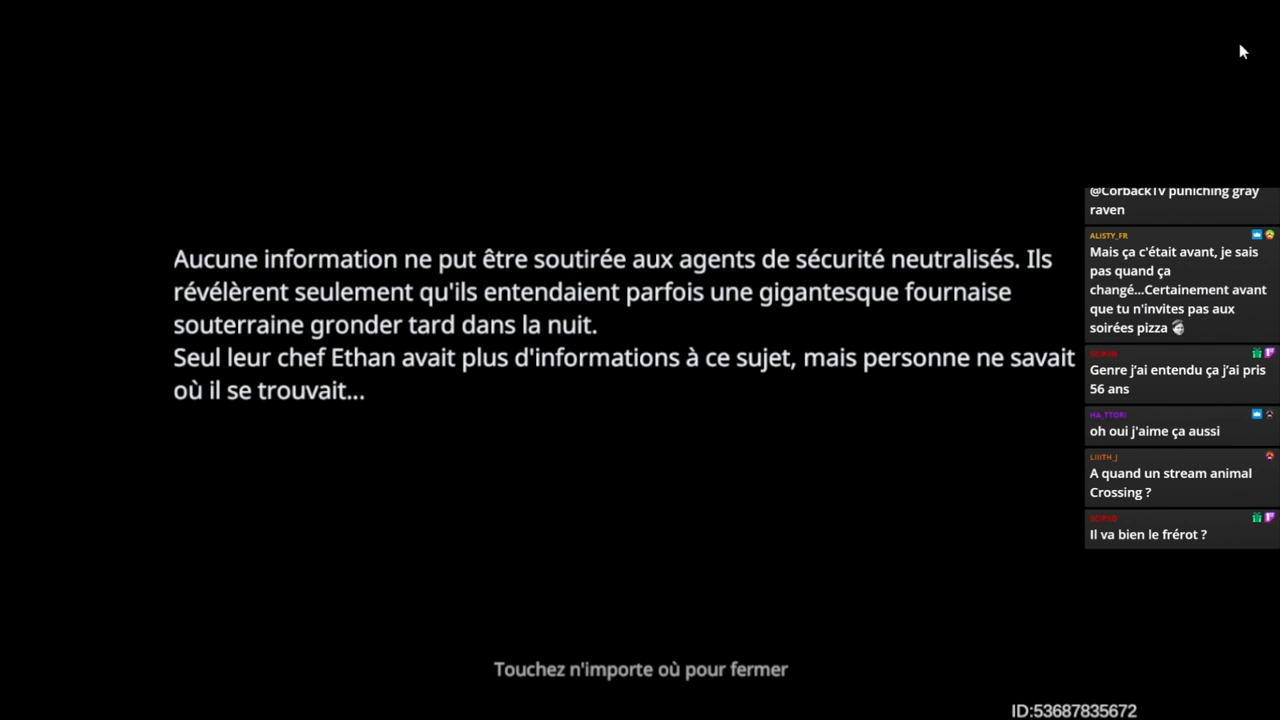 @CorbackTv puniching gray
raven
ALISTY_FR
Mais ça c'était avant, je sais
pas quand ça
changé...Certainement avant
que tu n'invites pas aux
soirées pizza
Aucune information ne put être soutirée aux agents de sécurité neutralisés. Ils
révélèrent seulement qu'ils entendaient parfois une gigantesque fournaise
souterraine gronder tard dans la nuit.
Seul leur chef Ethan avait plus d'informations à ce sujet, mais personne ne savait
où il se trouvait...
Genre j'ai entendu ça j'ai pris
56 ans
HA_TTORI
oh oui j'aime ça aussi
A quand un stream animal
Crossing ?
Il va bien le frérot ?
Touchez n'importe où pour fermer
ID:53687835672